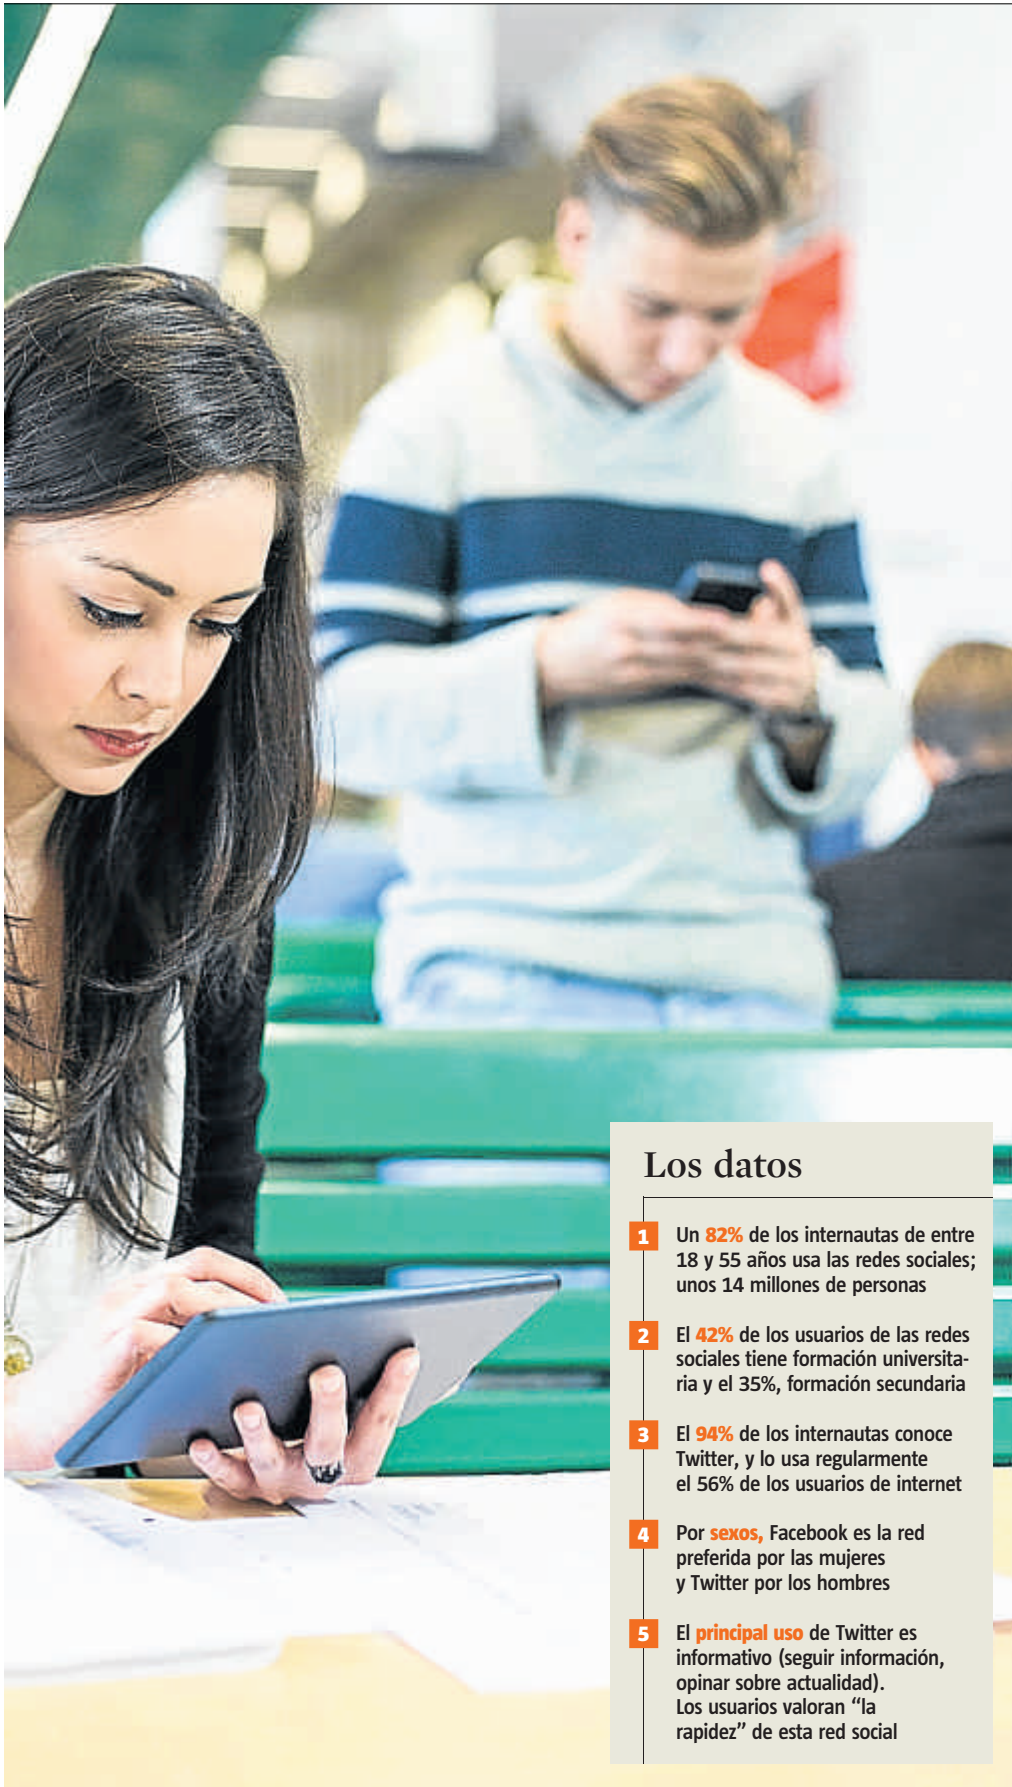 Los datos
1 Un 82% de los internautas de entre
18 y 55 años usa las redes sociales;
unos 14 millones de personas
2 El 42% de los usuarios de las redes
sociales tiene formación universita-
ria y el 35%, formación secundaria
3 El 94% de los internautas conoce
Twitter, y lo usa regularmente
el 56% de los usuarios de internet
4 Por sexos, Facebook es la red
preferida por las mujeres
y Twitter por los hombres
5 El principal uso de Twitter es
informativo (seguir información,
opinar sobre actualidad).
Los usuarios valoran “la
rapidez” de esta red social